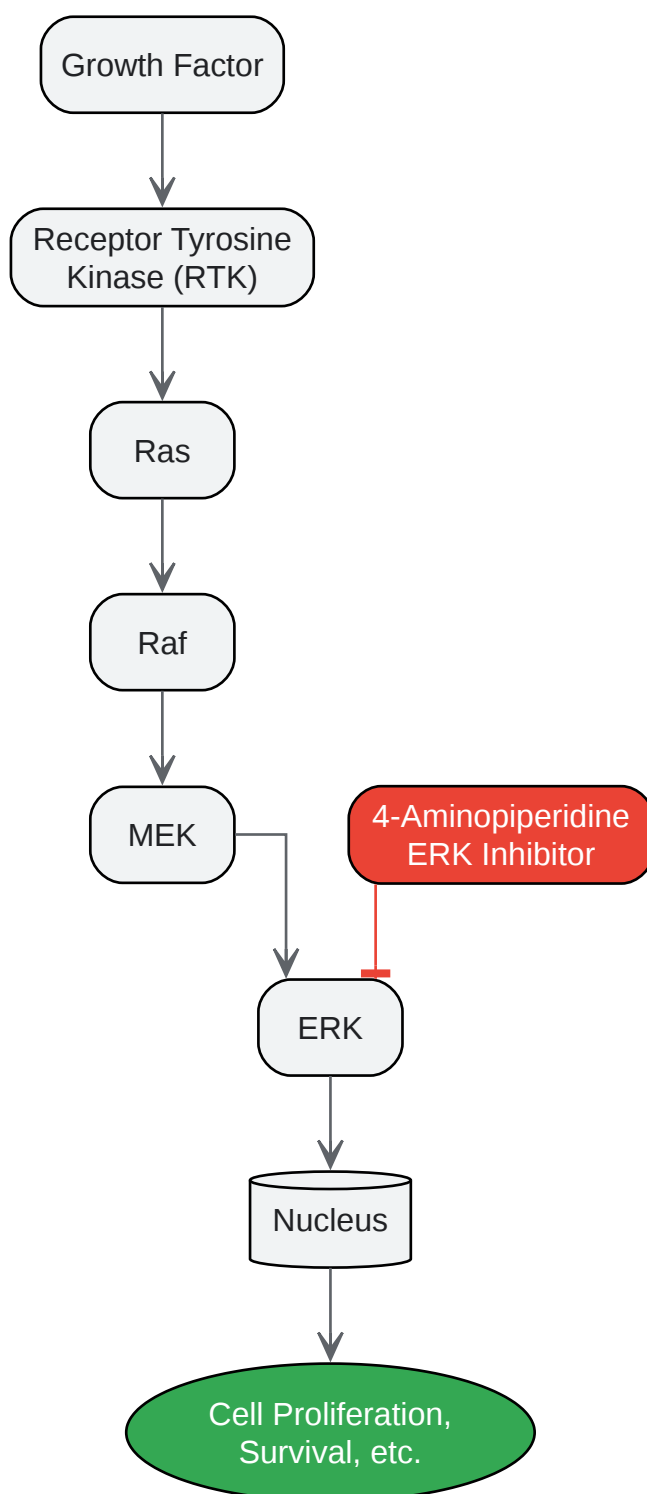 Growth Factor
Receptor Tyrosine
Kinase (RTK)
Ras
Raf
MEK
4-Aminopiperidine
ERK Inhibitor
ERK
Nucleus
Cell Proliferation,
Survival, etc.